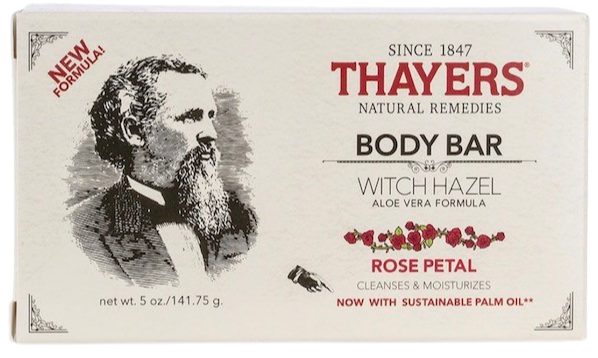 NEW
FORMULA!
SINCE 1847
THAYERS®
NATURAL REMEDIES
BODY BAR
WITCH HAZEL
ALOE VERA FORMULA
ROSE PETAL
CLEANSES & MOISTURIZES
NOW WITH SUSTAINABLE PALM OIL**
net wt. 5 oz./141.75 g.